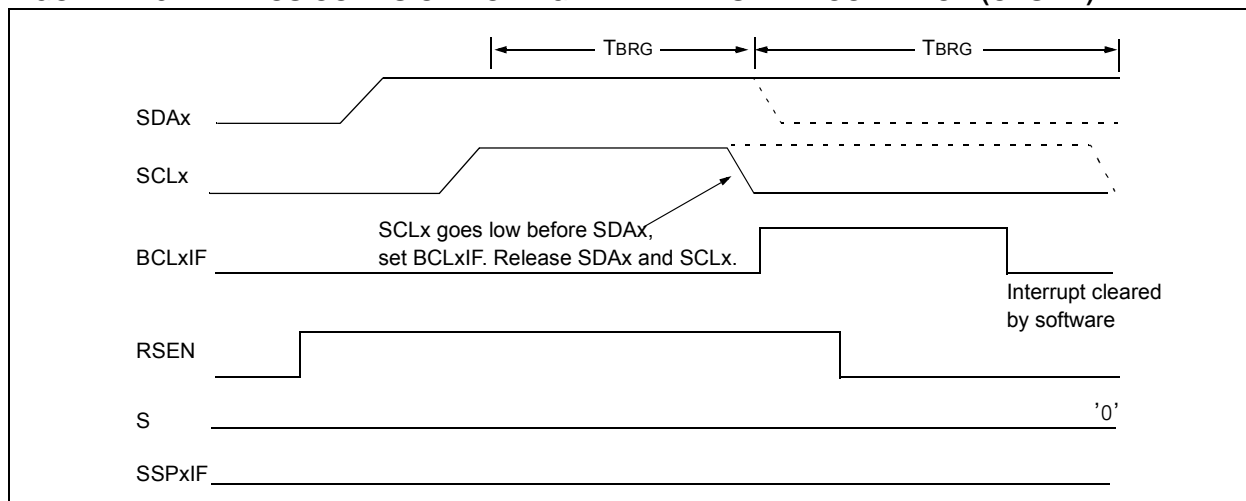 TBRG TBRG
SDAx
SCLx
SCLx goes low before SDAx,
set BCLxIF. Release SDAx and SCLx.
BCLxIF
Interrupt cleared
by software
RSEN
S '0'
SSPxIF